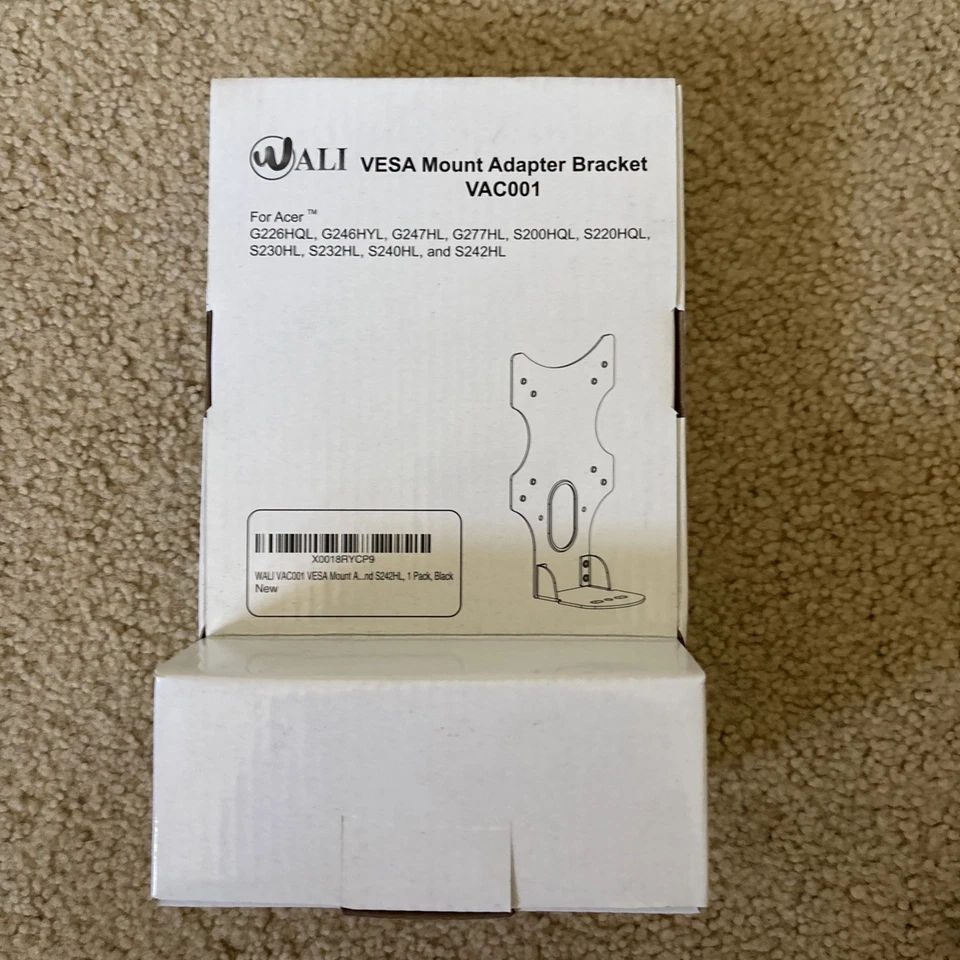 WALI VESA Mount Adapter Bracket
VAC001
For Acer ™
G226HQL, G246HYL, G247HL, G277HL, S200HQL, S220HQL,
S230HL, S232HL, S240HL, and S242HL
X0018RYCP9
WALI VAC001 VESA Mount A...nd S242HL, 1 Pack, Black
New